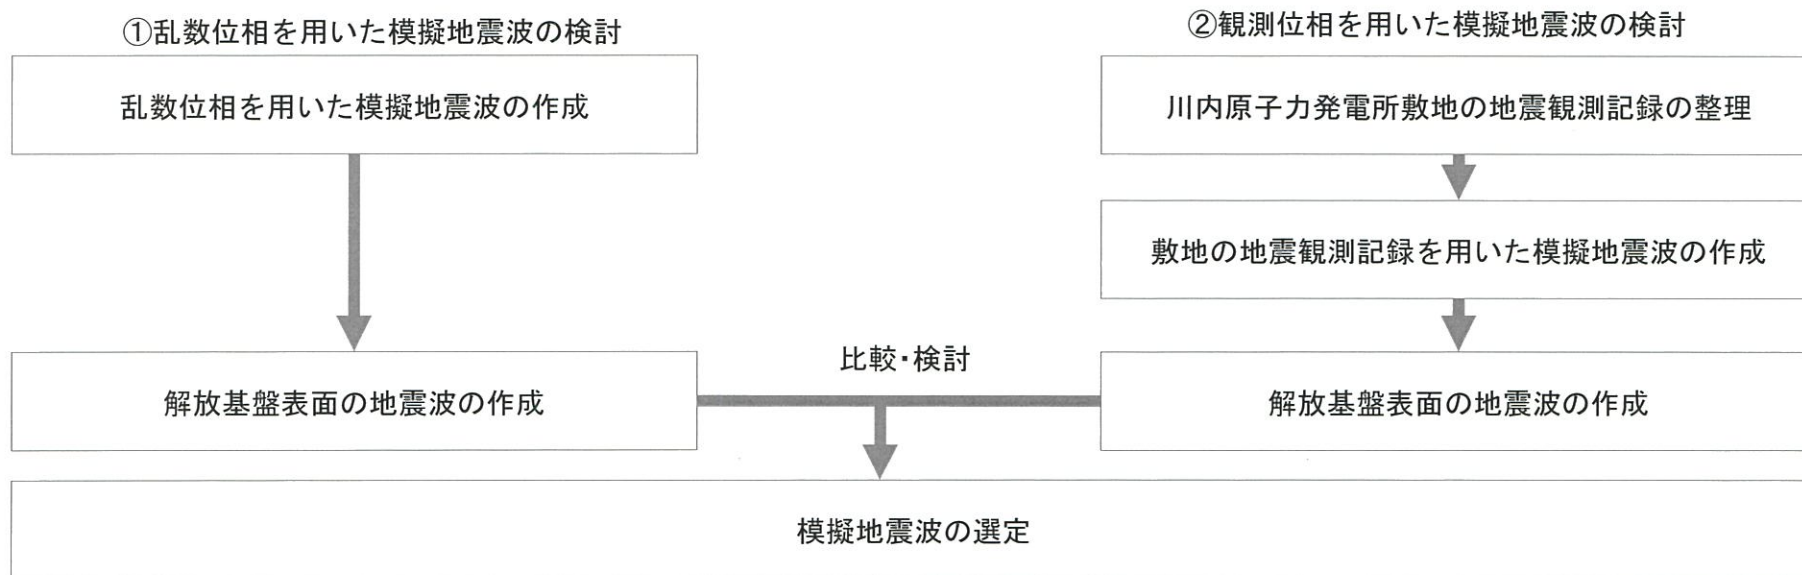 ①乱数位相を用いた模擬地震波の検討
乱数位相を用いた模擬地震波の作成
解放基盤表面の地震波の作成
②観測位相を用いた模擬地震波の検討
川内原子力発電所敷地の地震観測記録の整理
敷地の地震観測記録を用いた模擬地震波の作成
解放基盤表面の地震波の作成
比較・検討
模擬地震波の選定